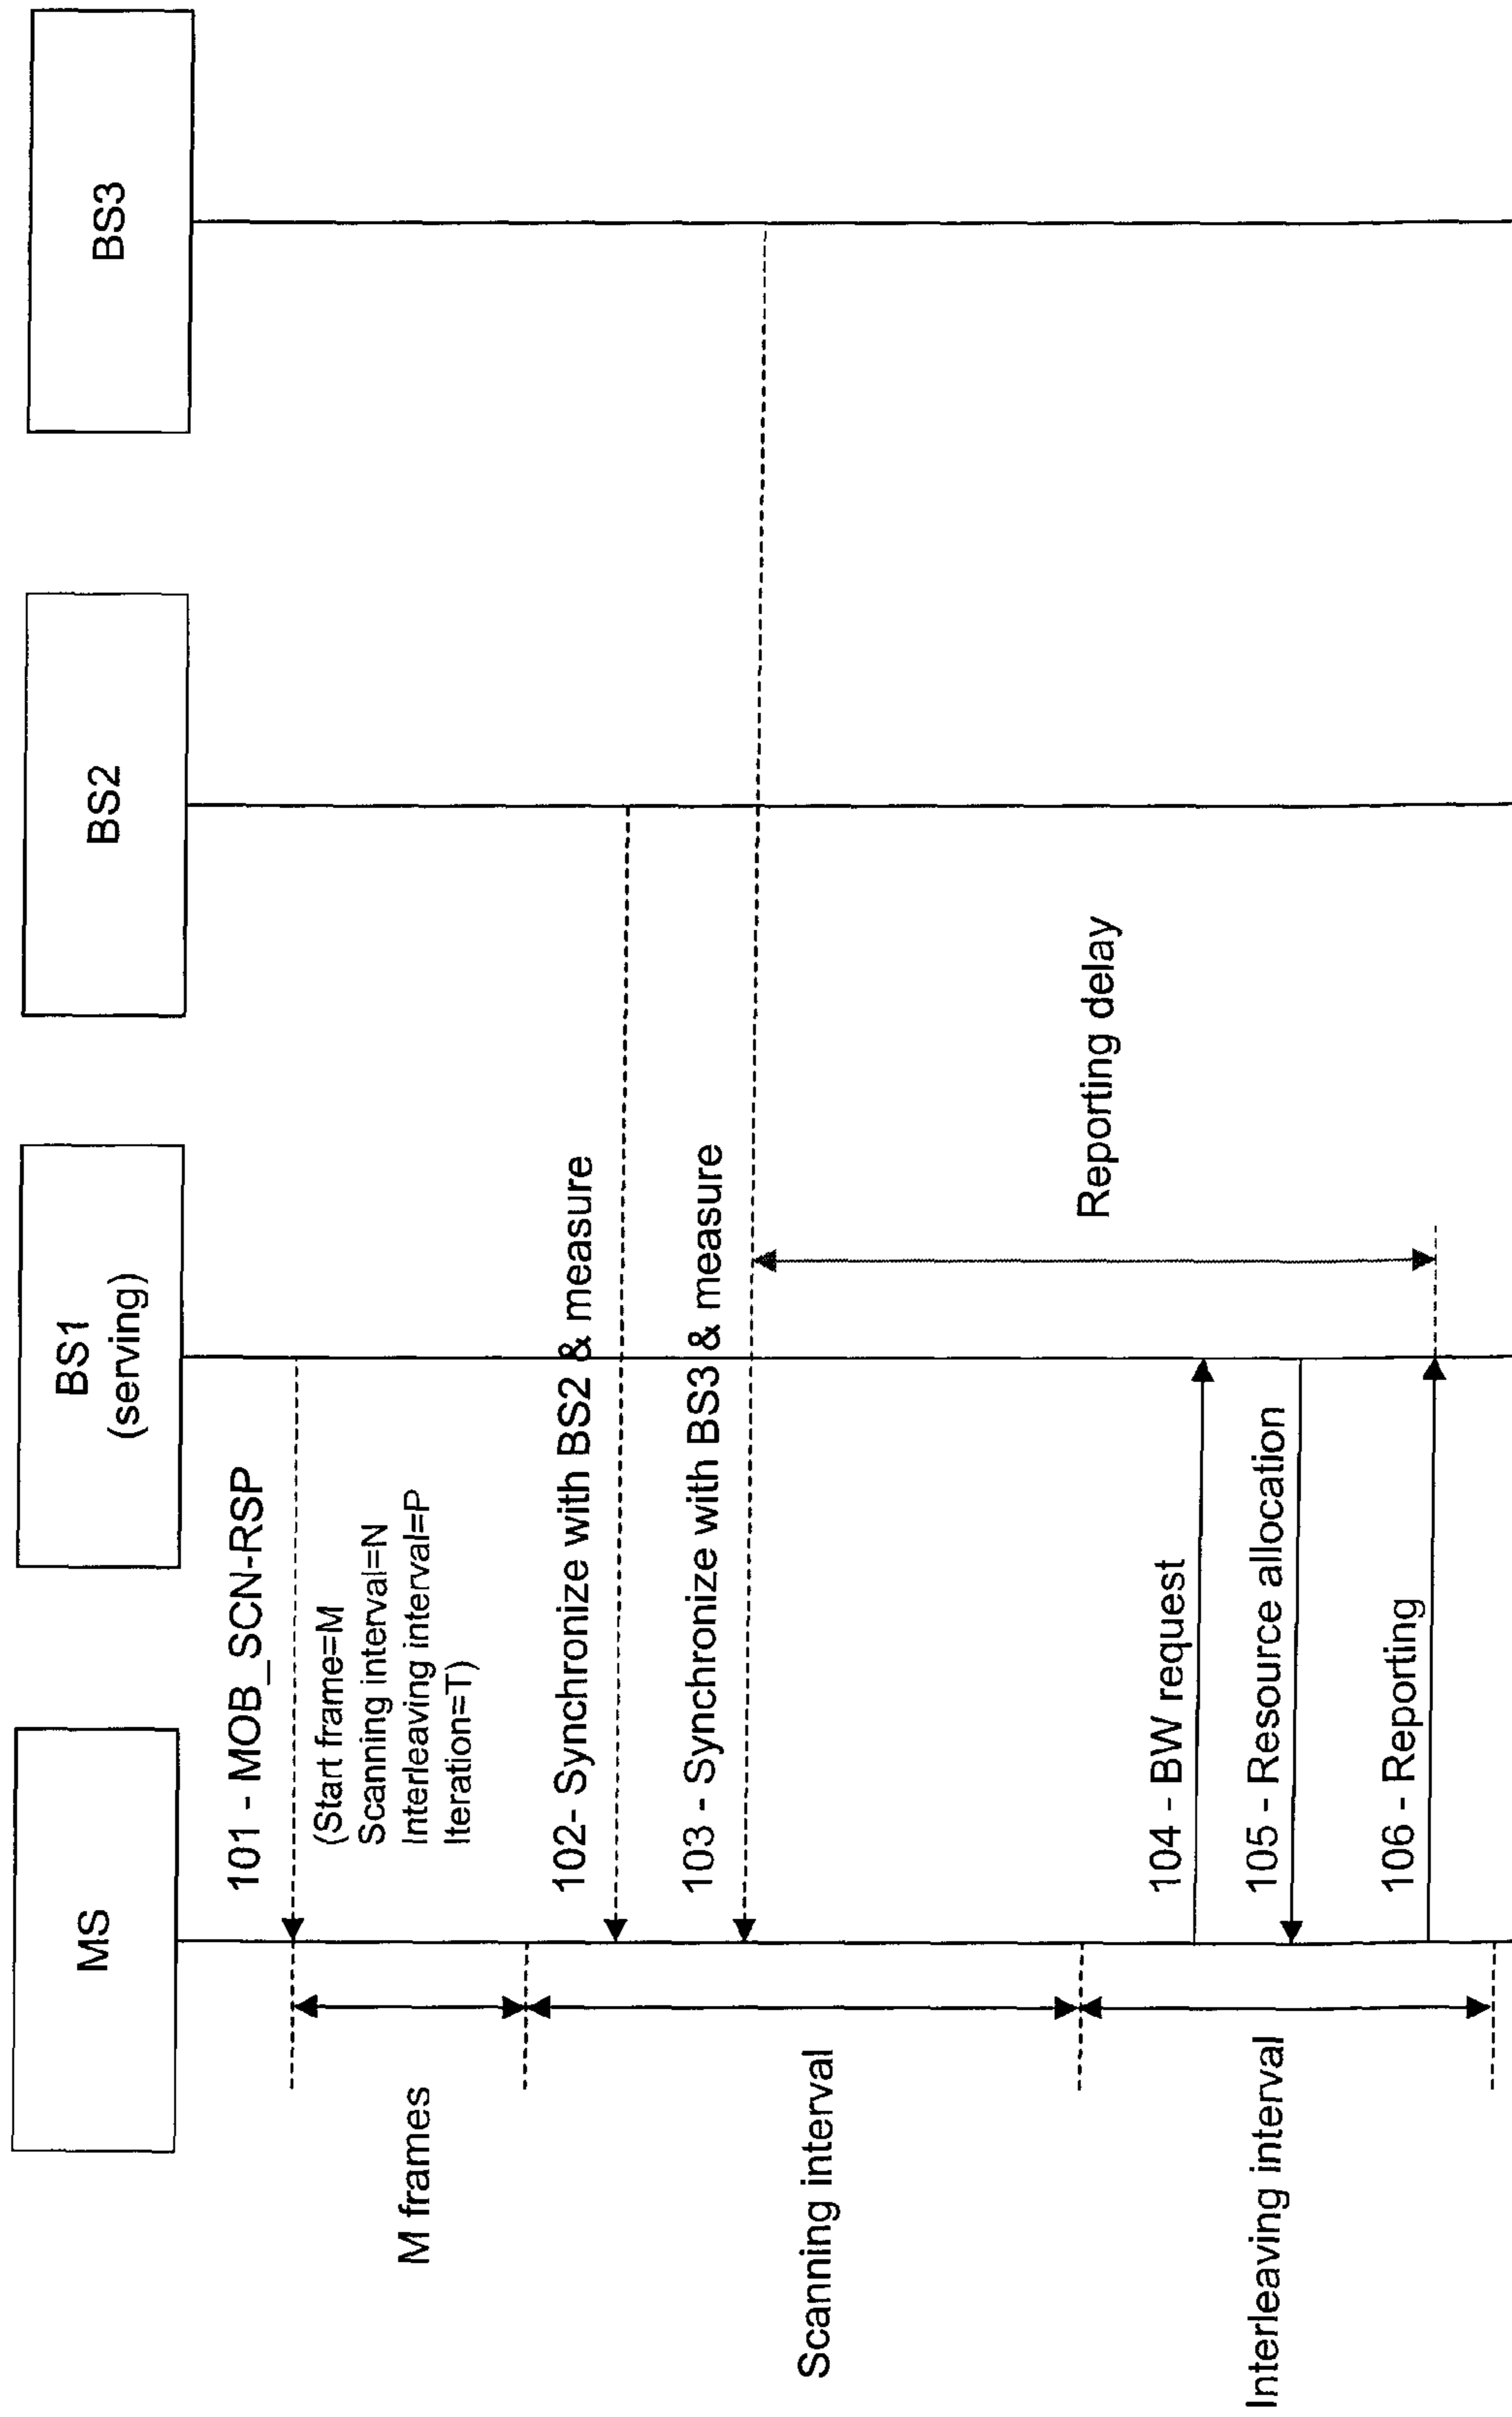 MS
BS1
(serving)
BS2
BS3
101 - MOB_SCN-RSP
(Start frame=M
Scanning interval=N
Interleaving interval=P
Iteration=T)
M frames
102- Synchronize with BS2 & measure
103 - Synchronize with BS3 & measure
Scanning interval
Reporting delay
104 - BW request
105 - Resource allocation
Interleaving interval
106 - Reporting